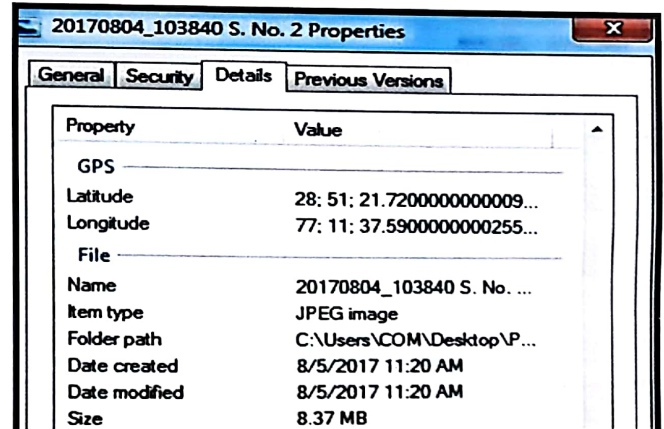 20170804_103840 S. No. 2 Properties
General Security Details Previous Versions
Property Value
GPS
Latitude 28; 51; 21.7200000000009...
Longitude 77; 11; 37.5900000000255...
File
Name 20170804_103840 S. No. ...
Item type JPEG image
Folder path C:\Users\COM\Desktop\P...
Date created 8/5/2017 11:20 AM
Date modified 8/5/2017 11:20 AM
Size 8.37 MB